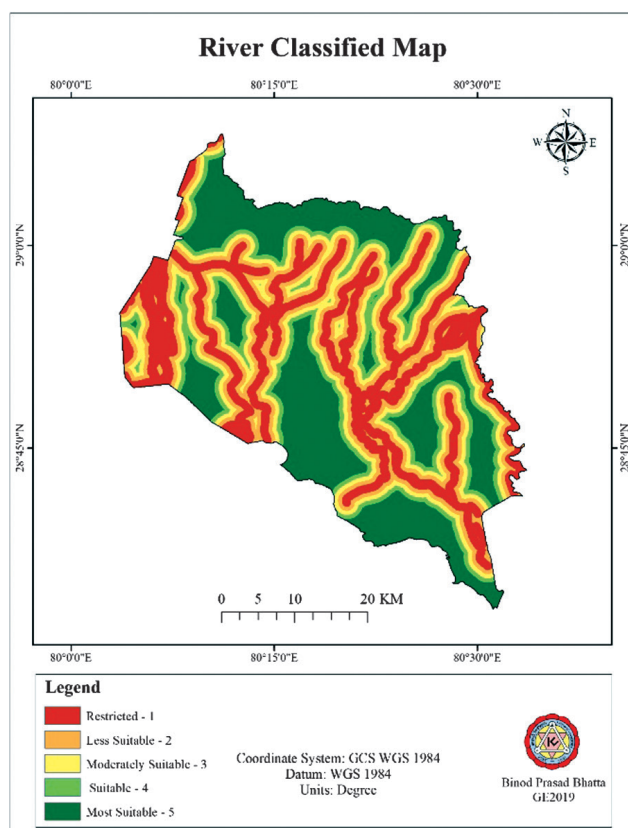 River Classified Map
80°0'0"E 80°15'0"E 80°30'0"E
N
W E
S
29°0'0"N 29°0'0"N
28°45'0"N 28°45'0"N
0 5 10 20 KM
80°0'0"E 80°15'0"E 80°30'0"E
Legend
Restricted - 1
Less Suitable - 2
Moderately Suitable - 3
Suitable - 4
Most Suitable - 5
Coordinate System: GCS WGS 1984
Datum: WGS 1984
Units: Degree
Binod Prasad Bhatta
GE2019